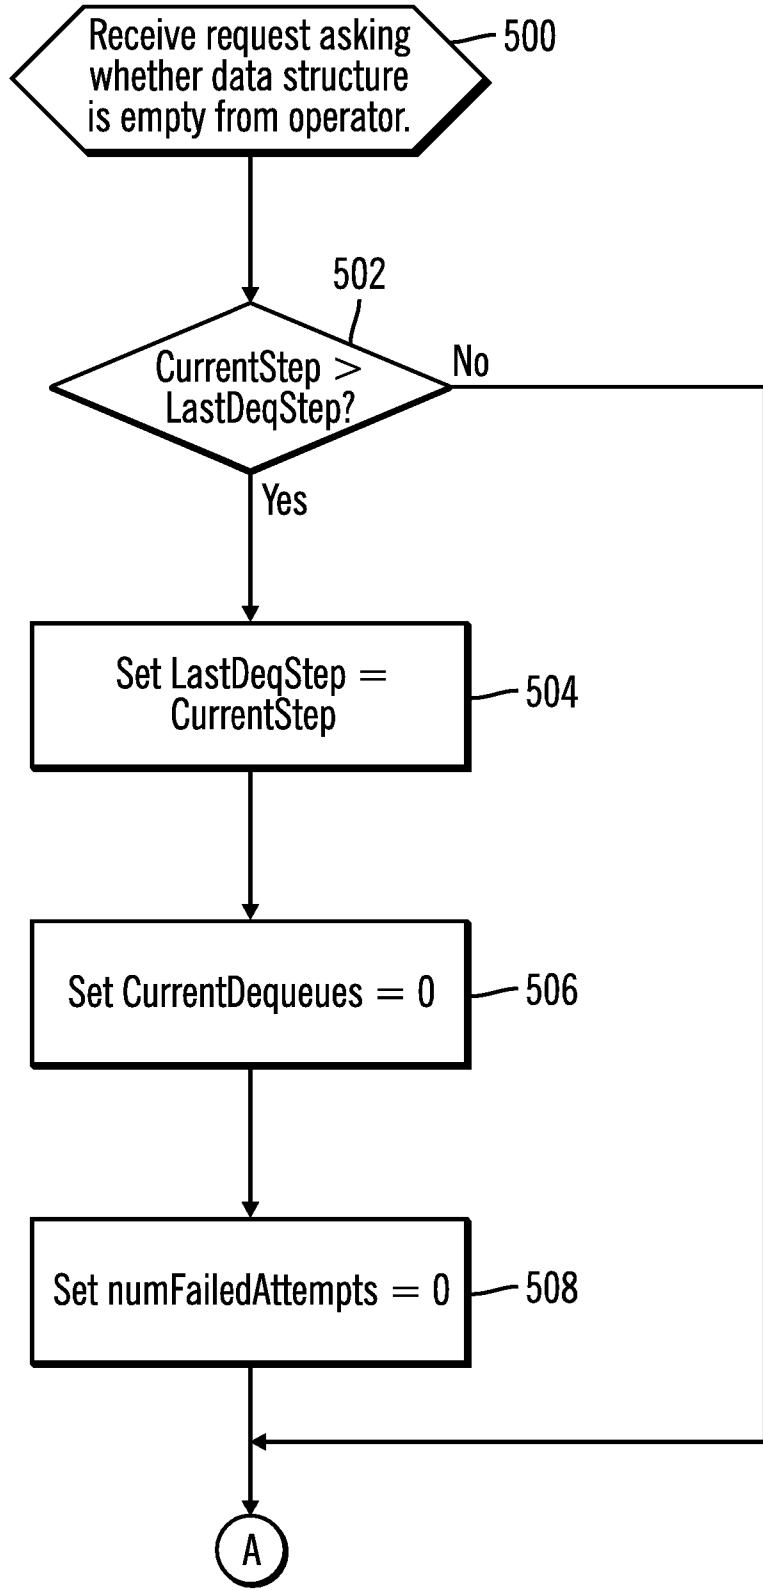 Receive request asking
whether data structure
is empty from operator.
500
502
CurrentStep >
LastDeqStep?
No
Yes
Set LastDeqStep =
CurrentStep
504
Set CurrentDequeues = 0
506
Set numFailedAttempts = 0
508
A